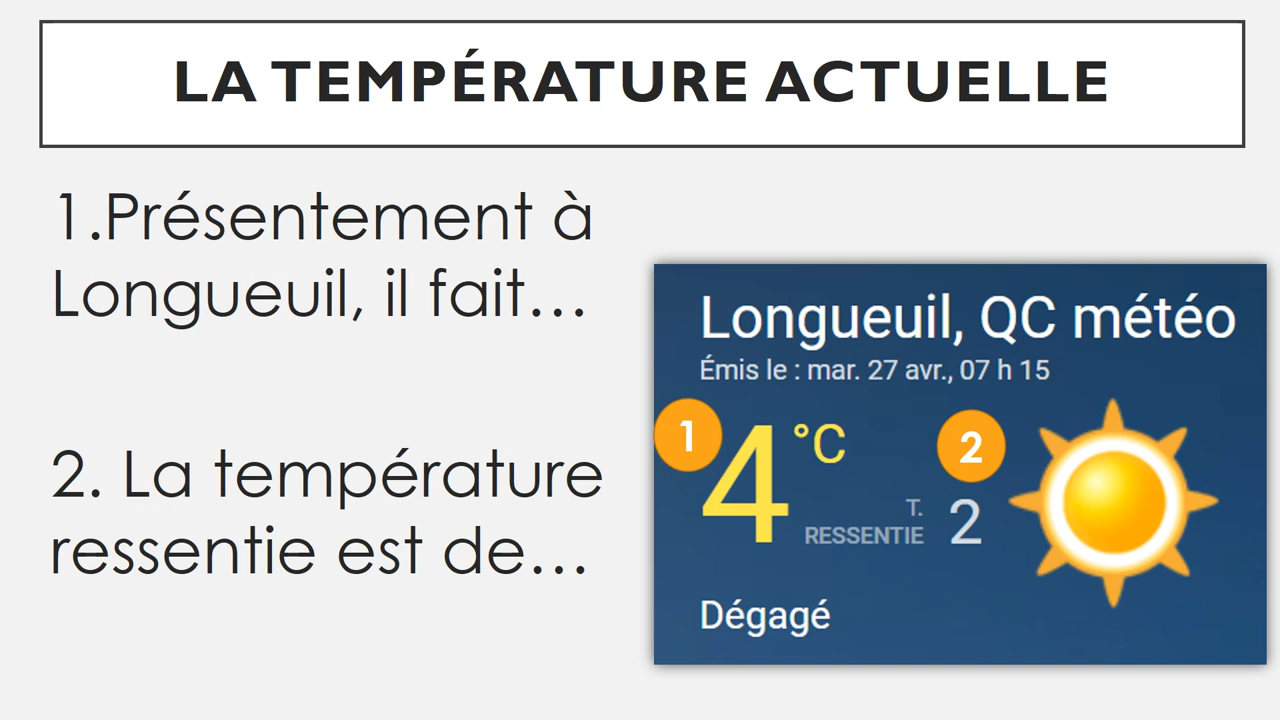 LA TEMPÉRATURE ACTUELLE
1.Présentement à
Longueuil, il fait…
2. La température
ressentie est de…
Longueuil, QC météo
Émis le : mar. 27 avr., 07 h 15
1
4 °C
2
T.
RESSENTIE 2
Dégagé